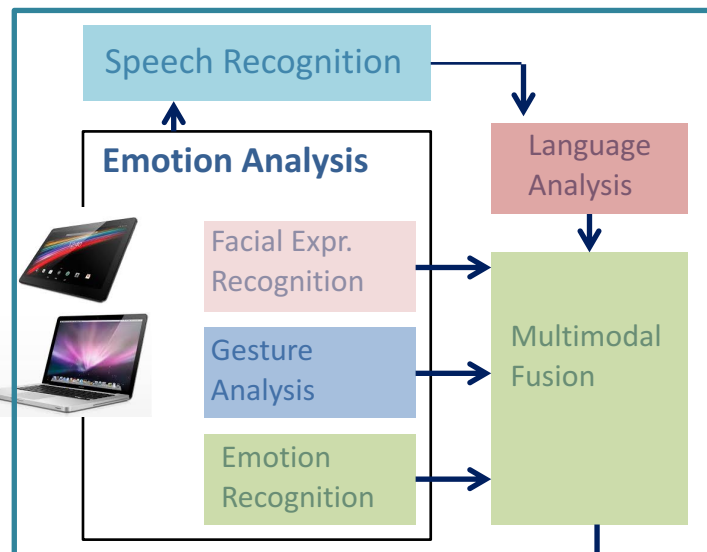 Speech Recognition
Emotion Analysis
Language
Analysis
Facial Expr.
Recognition
Gesture
Analysis
Emotion
Recognition
Multimodal
Fusion